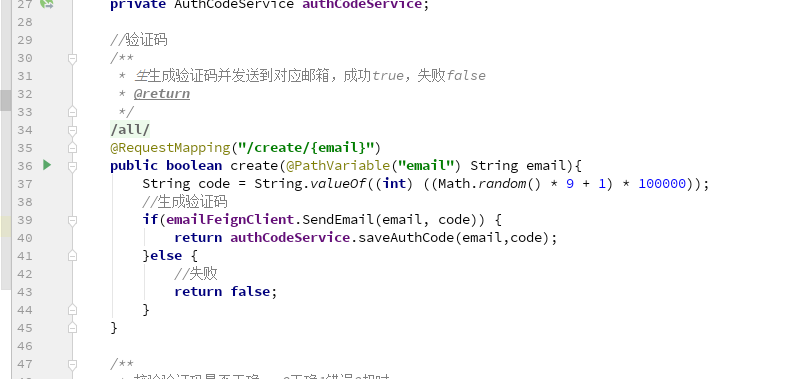 27 private AuthCodeService authCodeService;
28
29 //验证码
30 /**
31 * 生成验证码并发送到对应邮箱，成功true，失败false
32 * @return
33 */
34 /all/
35 @RequestMapping("/create/{email}")
36 public boolean create(@PathVariable("email") String email){
37 String code = String.valueOf((int) ((Math.random() * 9 + 1) * 100000));
38 //生成验证码
39 if(emailFeignClient.SendEmail(email, code)) {
40 return authCodeService.saveAuthCode(email,code);
41 }else {
42 //失败
43 return false;
44 }
45 }
46
47 /**